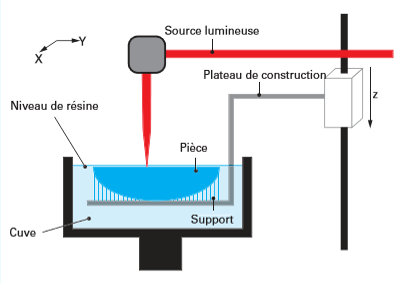 Source lumineuse
Y
X
Plateau de construction
z
Niveau de résine
Pièce
Support
Cuve